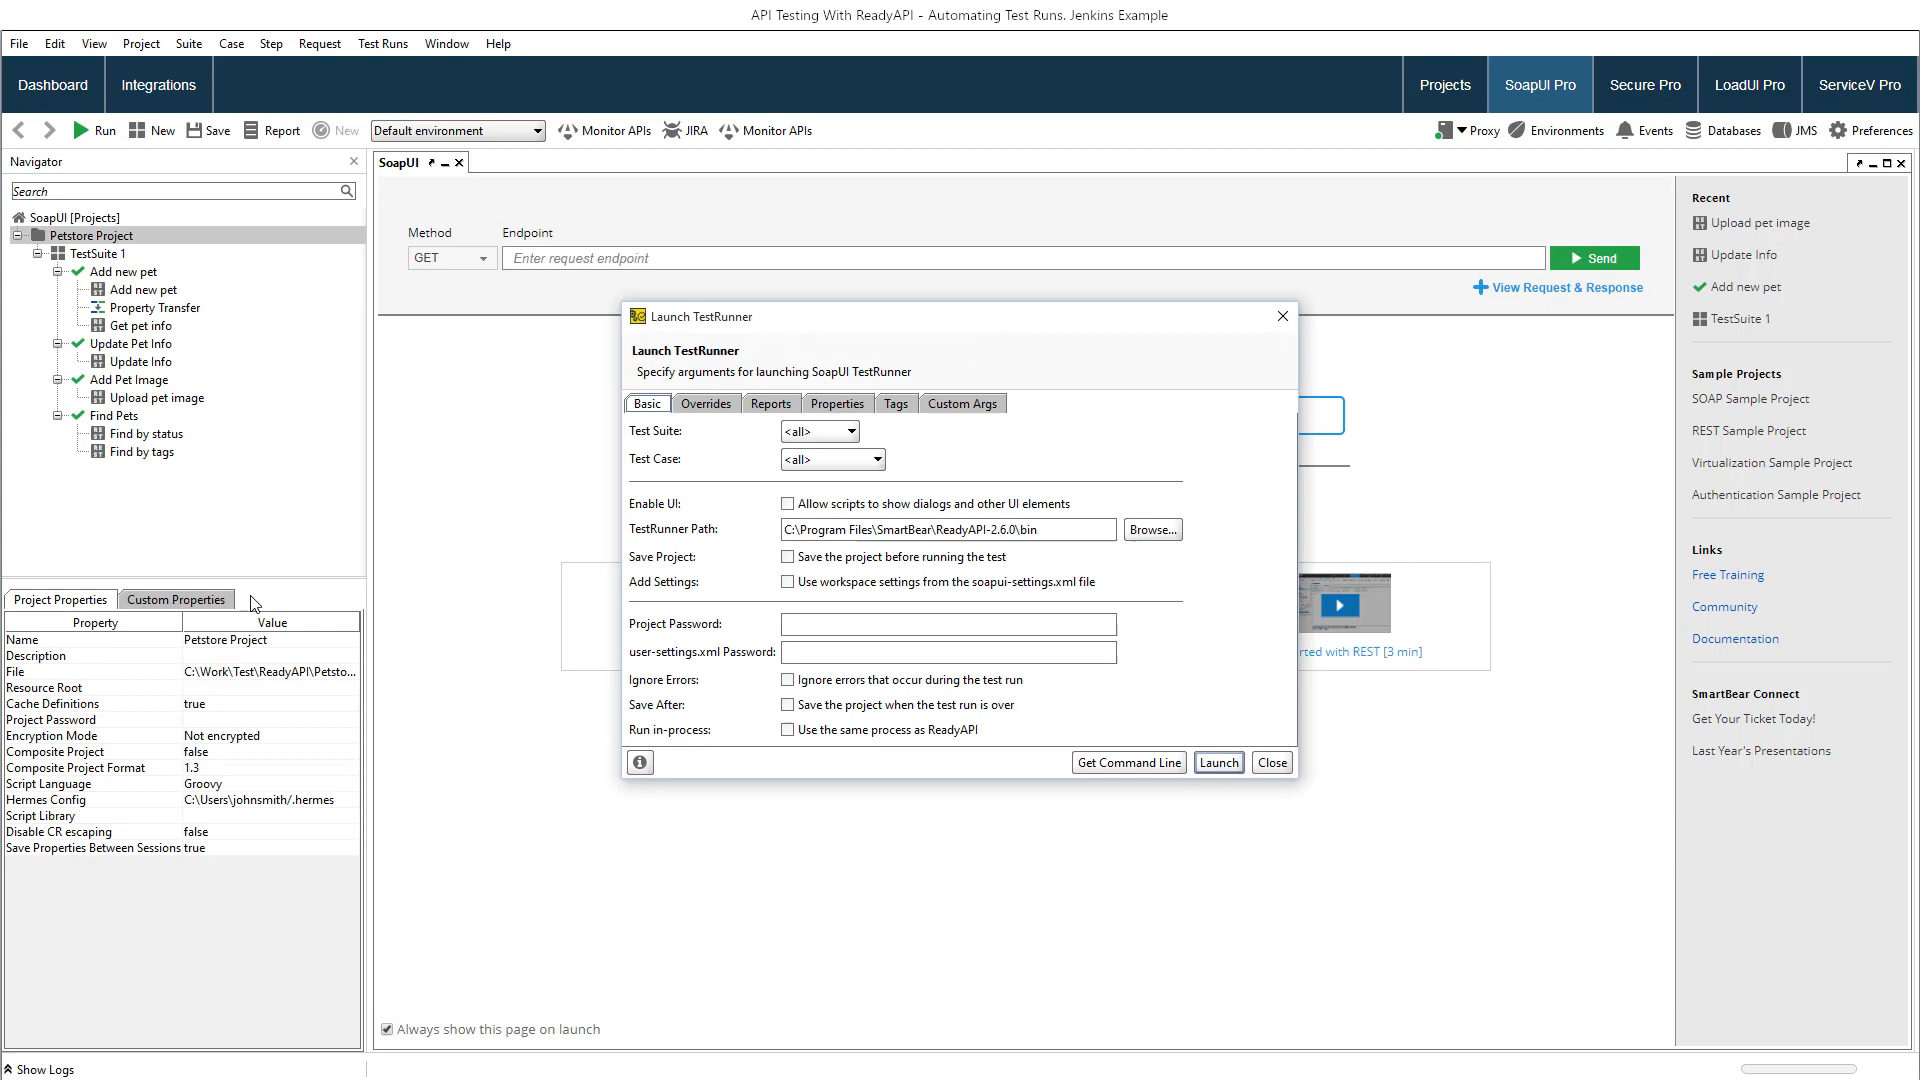 API Testing With ReadyAPI - Automating Test Runs. Jenkins Example
File Edit View Project Suite Case Step Request Test Runs Window Help
Dashboard Integrations Projects SoapUI Pro Secure Pro LoadUI Pro ServiceV Pro
Run New Save Report New Default environment Monitor APIs JIRA Monitor APIs Proxy Environments Events Databases JMS Preferences
Navigator
Search
SoapUI [Projects]
Petstore Project
TestSuite 1
Add new pet
Add new pet
Property Transfer
Get pet info
Update Pet Info
Update Info
Add Pet Image
Upload pet image
Find Pets
Find by status
Find by tags
Project Properties Custom Properties
Property Value
Name Petstore Project
Description
File C:\Work\Test\ReadyAPI\Petsto...
Resource Root
Cache Definitions true
Project Password
Encryption Mode Not encrypted
Composite Project false
Composite Project Format 1.3
Script Language Groovy
Hermes Config C:\Users\johnsmith/.hermes
Script Library
Disable CR escaping false
Save Properties Between Sessions true
Show Logs
SoapUI
Method Endpoint
GET Enter request endpoint Send
View Request & Response
Launch TestRunner
Launch TestRunner
Specify arguments for launching SoapUI TestRunner
Basic Overrides Reports Properties Tags Custom Args
Test Suite: <all>
Test Case: <all>
Enable UI: Allow scripts to show dialogs and other UI elements
TestRunner Path: C:\Program Files\SmartBear\ReadyAPI-2.6.0\bin Browse...
Save Project: Save the project before running the test
Add Settings: Use workspace settings from the soapui-settings.xml file
Project Password:
user-settings.xml Password:
Ignore Errors: Ignore errors that occur during the test run
Save After: Save the project when the test run is over
Run in-process: Use the same process as ReadyAPI
Get Command Line Launch Close
rted with REST [3 min]
Always show this page on launch
Recent
Upload pet image
Update Info
Add new pet
TestSuite 1
Sample Projects
SOAP Sample Project
REST Sample Project
Virtualization Sample Project
Authentication Sample Project
Links
Free Training
Community
Documentation
SmartBear Connect
Get Your Ticket Today!
Last Year's Presentations